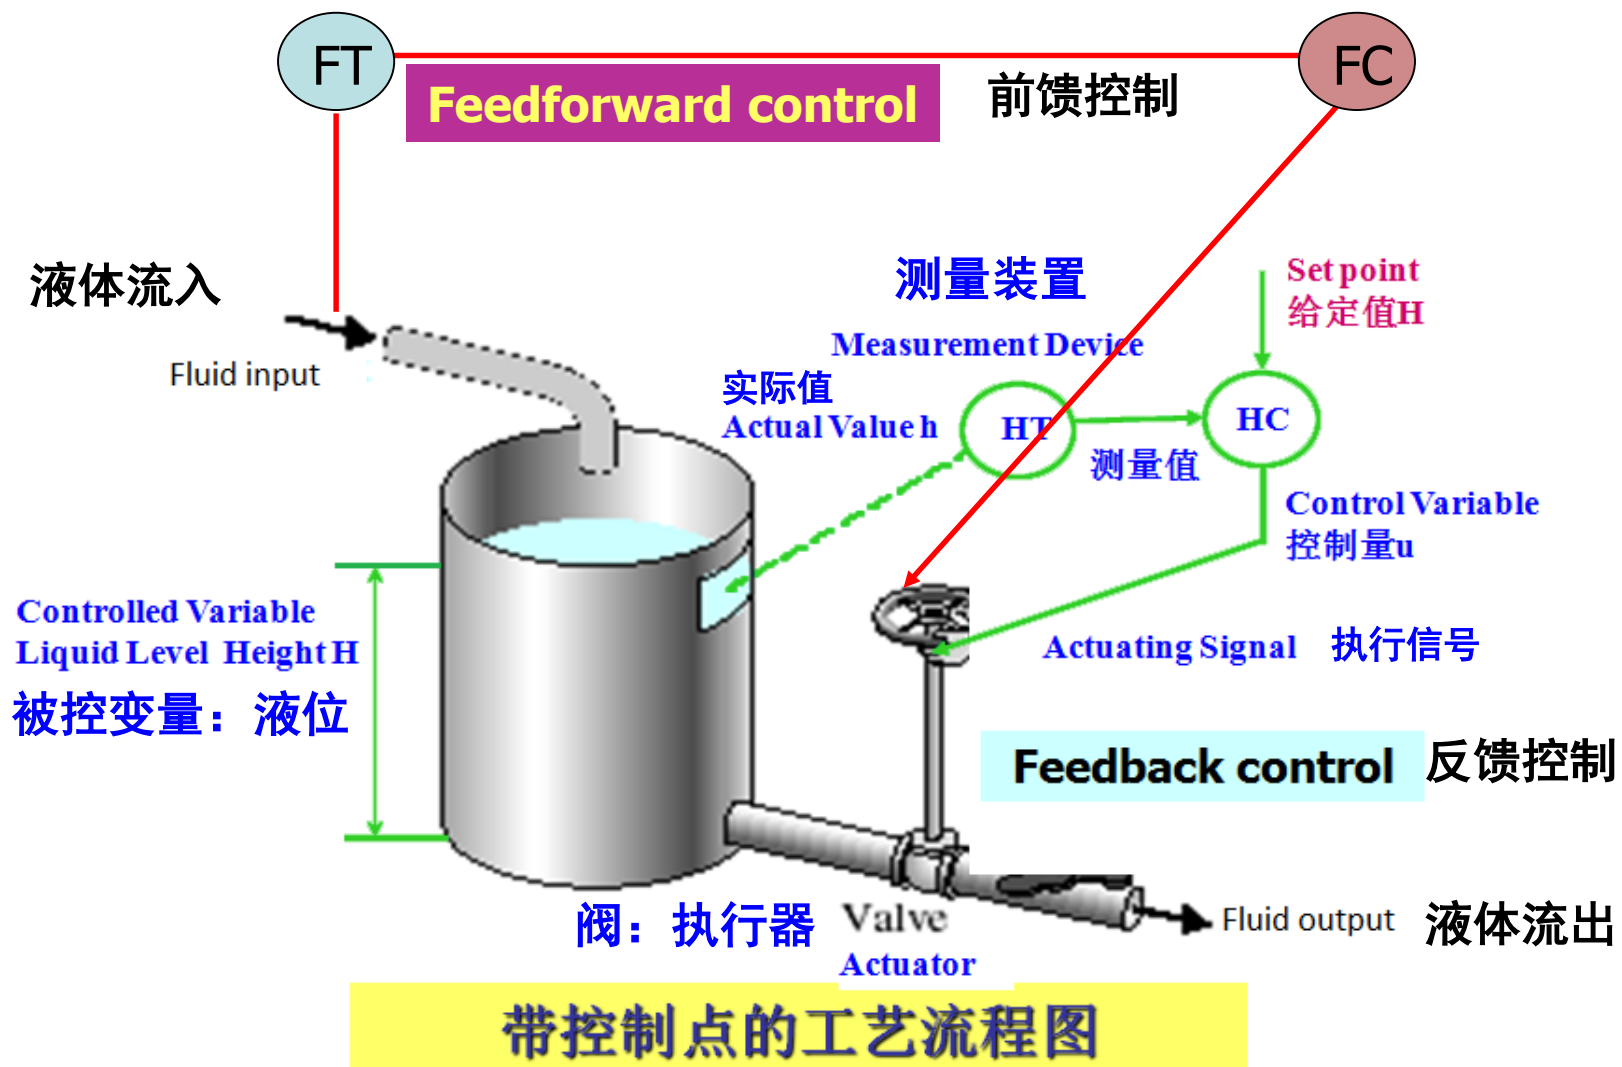 FT
FC
Feedforward control
前馈控制
液体流入
Fluid input
测量装置
Measurement Device
Set point
给定值H
实际值
Actual Value h
HT
HC
测量值
Control Variable
控制量u
Controlled Variable
Liquid Level Height H
被控变量：液位
Actuating Signal
执行信号
Feedback control
反馈控制
阀：执行器
Valve
Actuator
Fluid output
液体流出
带控制点的工艺流程图